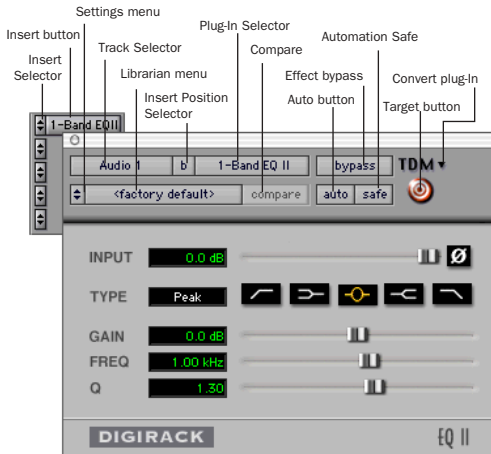 Settings menu
Plug-In Selector
Insert button
Automation Safe
Track Selector
Compare
Insert
Selector
Librarian menu
Effect bypass
Convert plug-In
Insert Position
Selector
Auto button
Target button
1-Band EQII
Audio 1 b 1-Band EQ II bypass TDM
<factory default> compare auto safe
INPUT 0.0 dB Ø
TYPE Peak
GAIN 0.0 dB
FREQ 1.00 kHz
Q 1.30
DIGIRACK EQ II